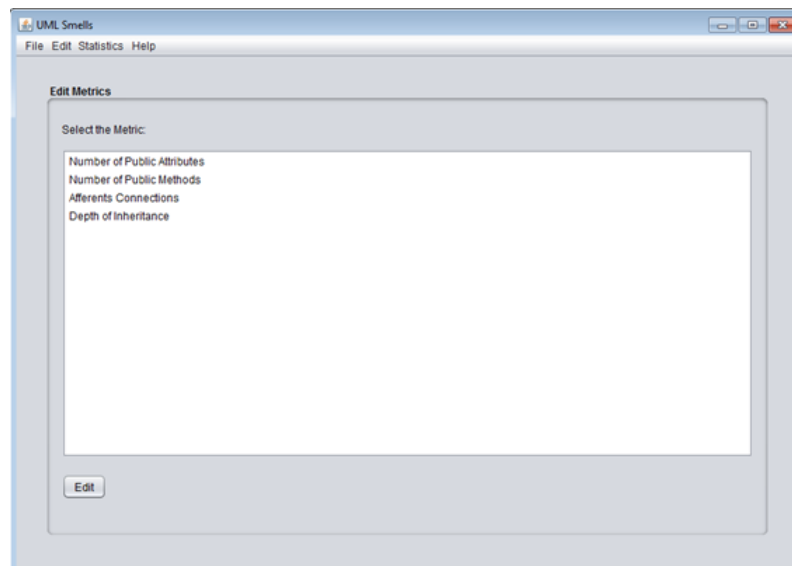 UML Smells
File Edit Statistics Help
Edit Metrics
Select the Metric:
Number of Public Attributes
Number of Public Methods
Afferents Connections
Depth of Inheritance
Edit